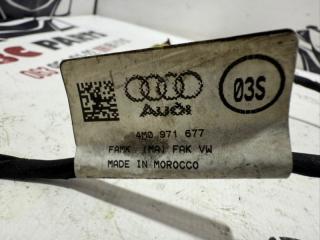 03S
Audi
4M0 971 677
FAMK. (MA) FAK VW
MADE IN MOROCCO